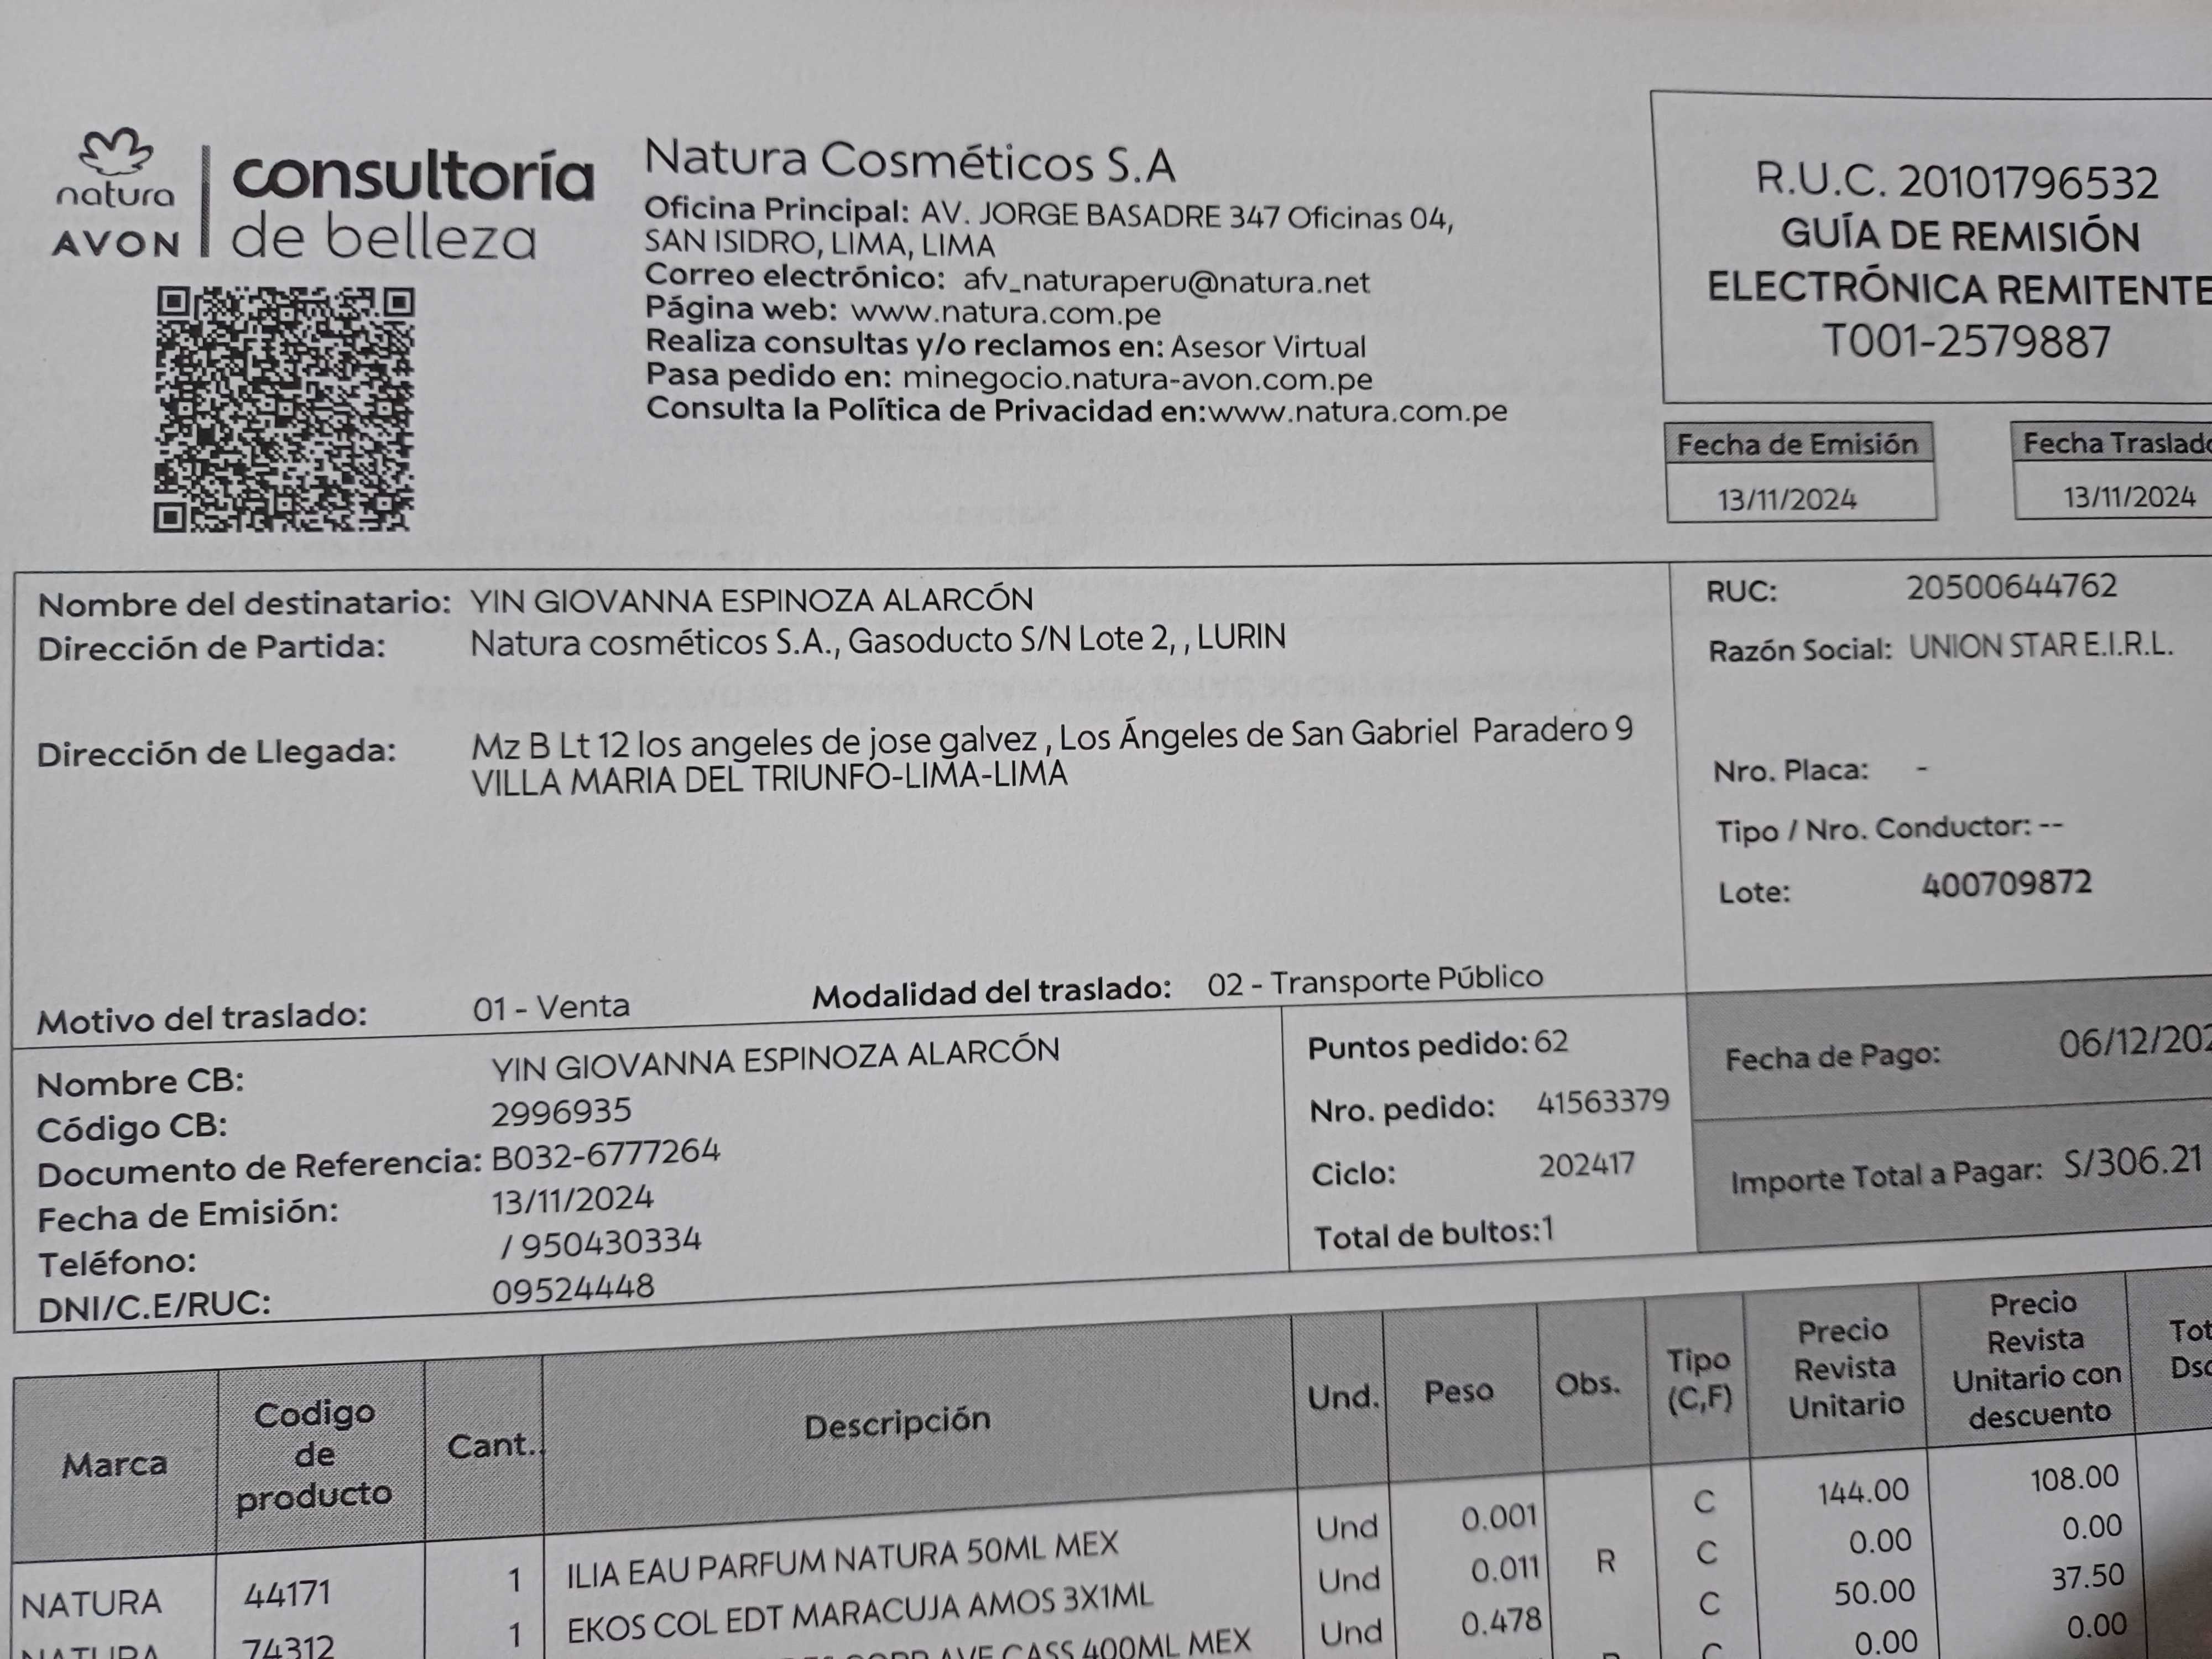 natura
AVON
consultoría
de belleza
Natura Cosméticos S.A
Oficina Principal: AV. JORGE BASADRE 347 Oficinas 04,
SAN ISIDRO, LIMA, LIMA
Correo electrónico: afv_naturaperu@natura.net
Página web: www.natura.com.pe
Realiza consultas y/o reclamos en: Asesor Virtual
Pasa pedido en: minegocio.natura-avon.com.pe
Consulta la Política de Privacidad en:www.natura.com.pe
R.U.C. 20101796532
GUÍA DE REMISIÓN
ELECTRÓNICA REMITENTE
T001-2579887
Fecha de Emisión
13/11/2024
Fecha Traslado
13/11/2024
Nombre del destinatario: YIN GIOVANNA ESPINOZA ALARCÓN
Dirección de Partida: Natura cosméticos S.A., Gasoducto S/N Lote 2, , LURIN
Dirección de Llegada: Mz B Lt 12 los angeles de jose galvez , Los Ángeles de San Gabriel Paradero 9
VILLA MARIA DEL TRIUNFO-LIMA-LIMA
Motivo del traslado: 01 - Venta Modalidad del traslado: 02 - Transporte Público
RUC: 20500644762
Razón Social: UNION STAR E.I.R.L.
Nro. Placa: -
Tipo / Nro. Conductor: --
Lote: 400709872
Nombre CB: YIN GIOVANNA ESPINOZA ALARCÓN
Código CB: 2996935
Documento de Referencia: B032-6777264
Fecha de Emisión: 13/11/2024
Teléfono: / 950430334
DNI/C.E/RUC: 09524448
Puntos pedido: 62
Nro. pedido: 41563379
Ciclo: 202417
Total de bultos:1
Fecha de Pago: 06/12/202
Importe Total a Pagar: S/306.21
Marca Codigo de producto Cant. Descripción Und. Peso Obs. Tipo (C,F) Precio Revista Unitario Precio Revista Unitario con descuento
NATURA 44171 1 ILIA EAU PARFUM NATURA 50ML MEX Und 0.001 C 144.00 108.00
NATURA 74312 1 EKOS COL EDT MARACUJA AMOS 3X1ML Und 0.011 R C 0.00 0.00
AVE CASS 400ML MEX Und 0.478 C 50.00 37.50
0.00 0.00